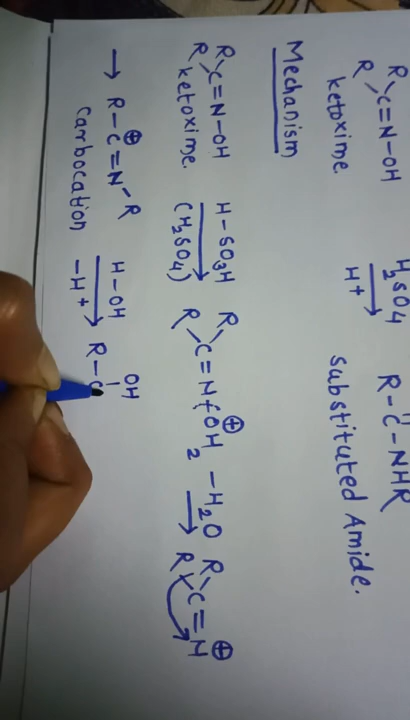 R
R
C=N-OH
H₂SO₄
H+
R-C-NHR
ketoxime
substituted Amide.
Mechanism
R
R
C=N-OH
ketoxime
H-SO₃H
(H₂SO₄)
R
R
C=N-OH₂
⊕
-H₂O
R
R
C=N
⊕
→ R-C=N-R
⊕
carbocation
H-OH
-H+
OH
R-C